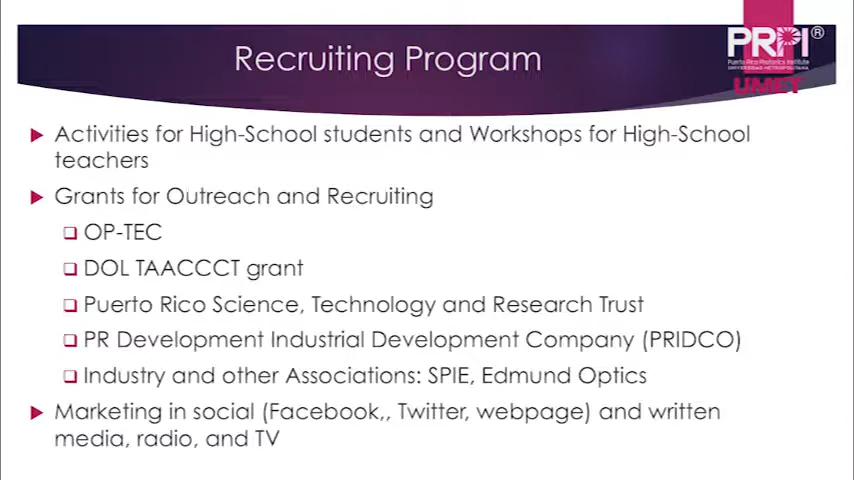 Recruiting Program
PRPI®
Puerto Rico Photonics Institute
UNIVERSIDAD METROPOLITANA
UMET
Activities for High-School students and Workshops for High-School
teachers
Grants for Outreach and Recruiting
OP-TEC
DOL TAACCCT grant
Puerto Rico Science, Technology and Research Trust
PR Development Industrial Development Company (PRIDCO)
Industry and other Associations: SPIE, Edmund Optics
Marketing in social (Facebook,, Twitter, webpage) and written
media, radio, and TV